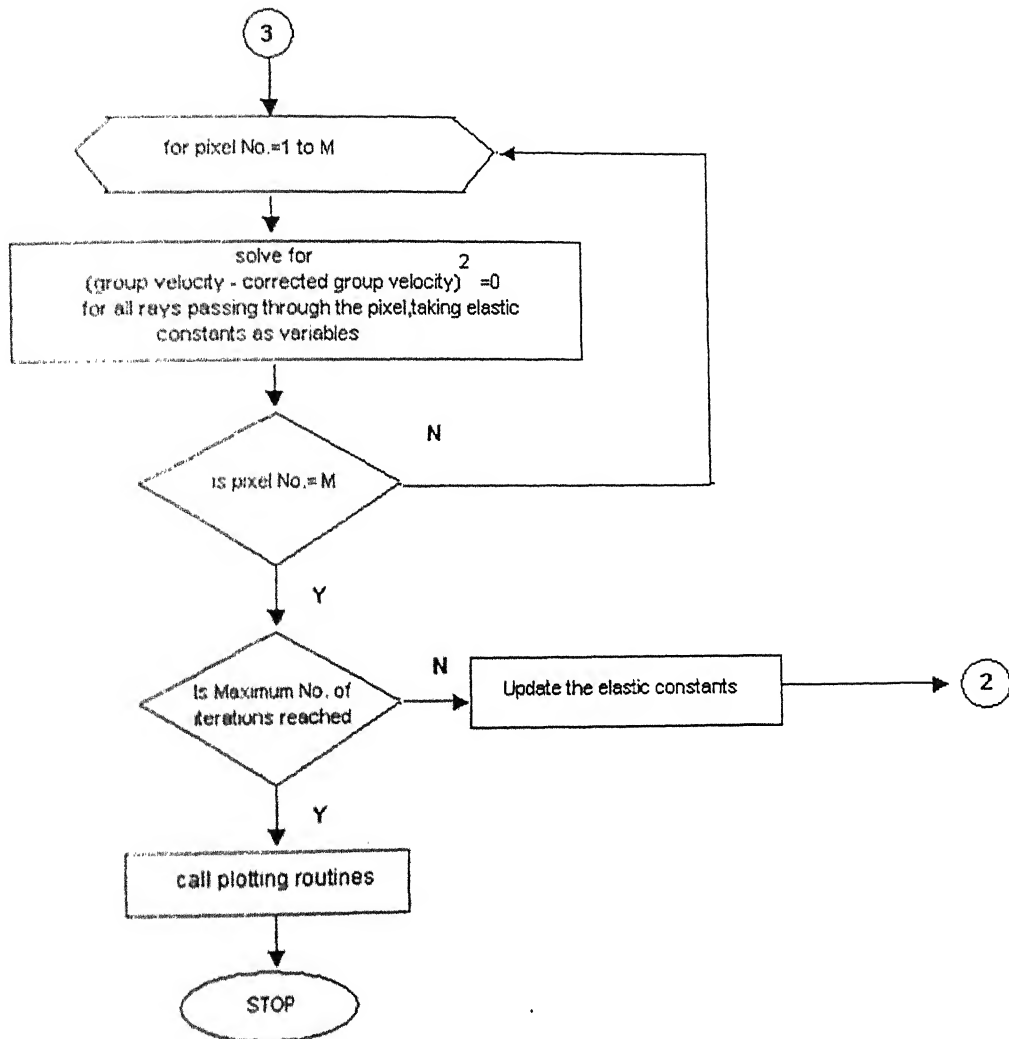 3
for pixel No.=1 to M
solve for
(group velocity - corrected group velocity)2 =0
for all rays passing through the pixel,taking elastic
constants as variables
N
is pixel No.= M
Y
Is Maximum No. of
iterations reached
N
Update the elastic constants
2
Y
call plotting routines
STOP